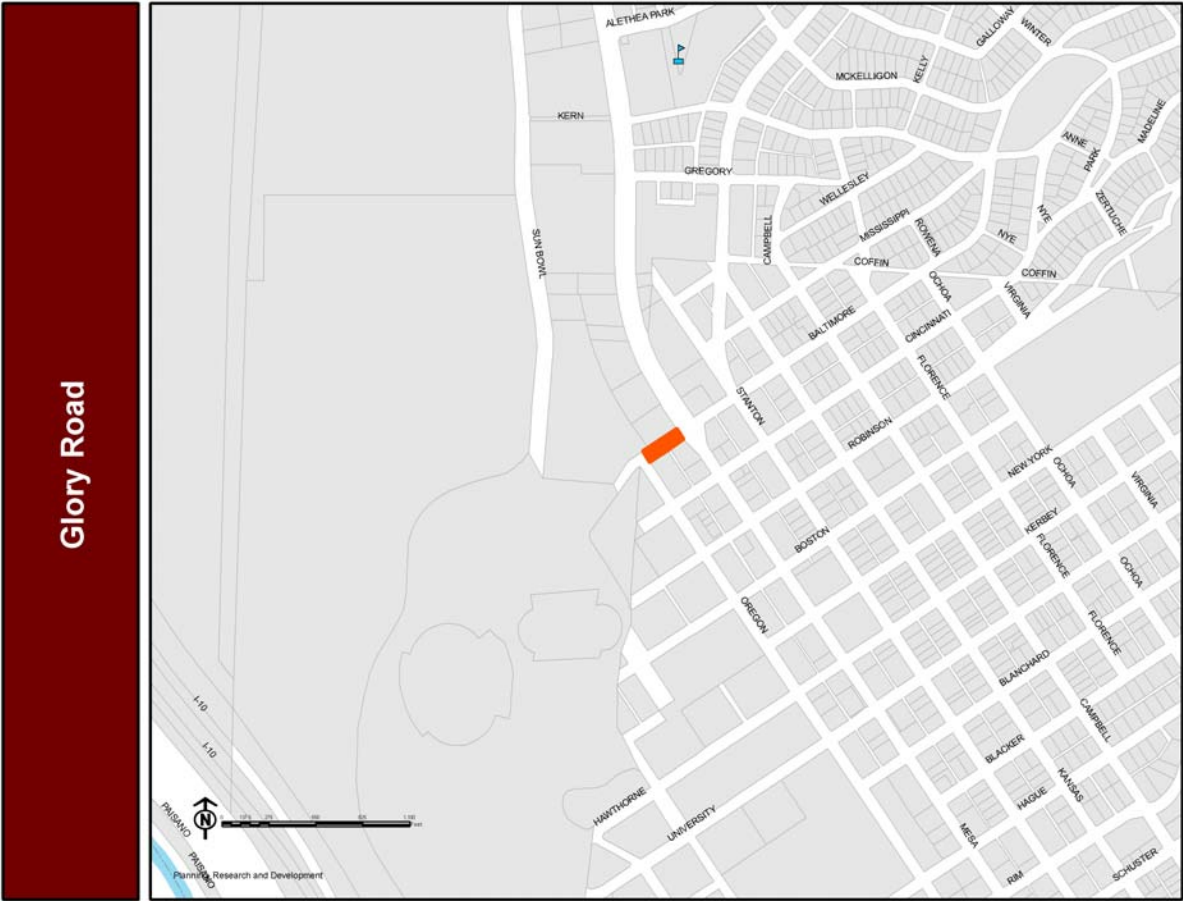 Glory Road
ALETHEA PARK
GALLOWAY
WINTER
MCKELLIGON
KELLY
KERN
ANNE
PARK
MADELINE
GREGORY
WELLESLEY
ZERTUCHE
CAMPBELL
MISSISSIPPI
ROWENA
NYE
NYE
SUN BOWL
COFFIN
COFFIN
OCHOA
VIRGINIA
BALTIMORE
CINCINNATI
FLORENCE
STANTON
ROBINSON
NEW YORK
OCHOA
VIRGINIA
BOSTON
KERBEY
FLORENCE
OCHOA
OREGON
FLORENCE
BLANCHARD
I-10
I-10
CAMPBELL
BLACKER
KANSAS
HAGUE
HAWTHORNE
UNIVERSITY
MESA
PAISANO
N
PAISANO
RIM
SCHUSTER
Planning, Research and Development